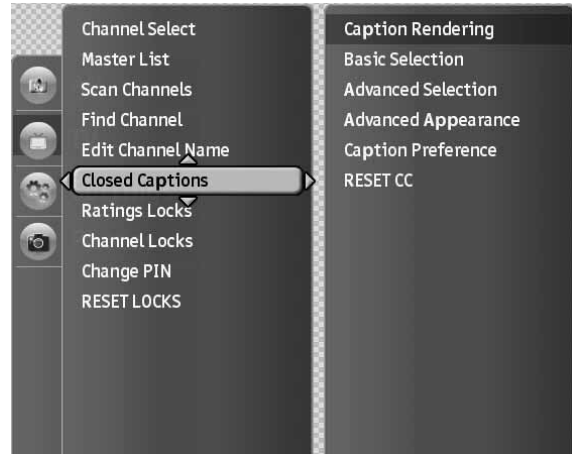 Channel Select
Master List
Scan Channels
Find Channel
Edit Channel Name
Closed Captions
Ratings Locks
Channel Locks
Change PIN
RESET LOCKS
Caption Rendering
Basic Selection
Advanced Selection
Advanced Appearance
Caption Preference
RESET CC